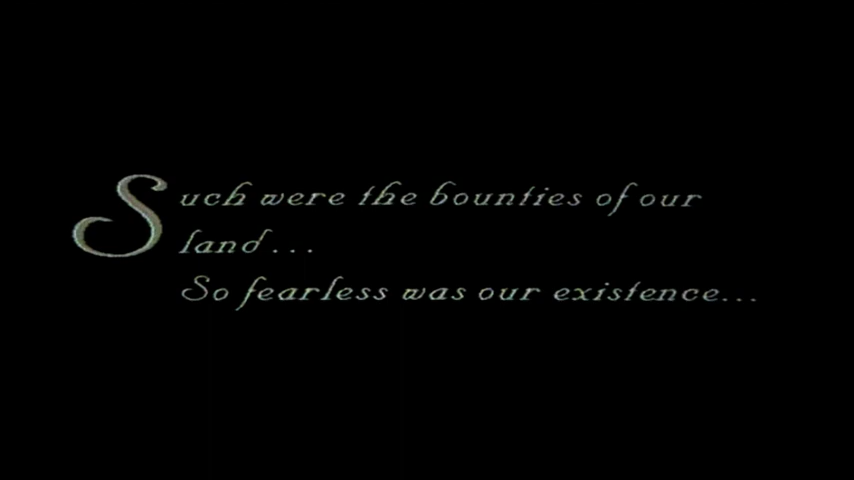 Such were the bounties of our
land...
So fearless was our existence...